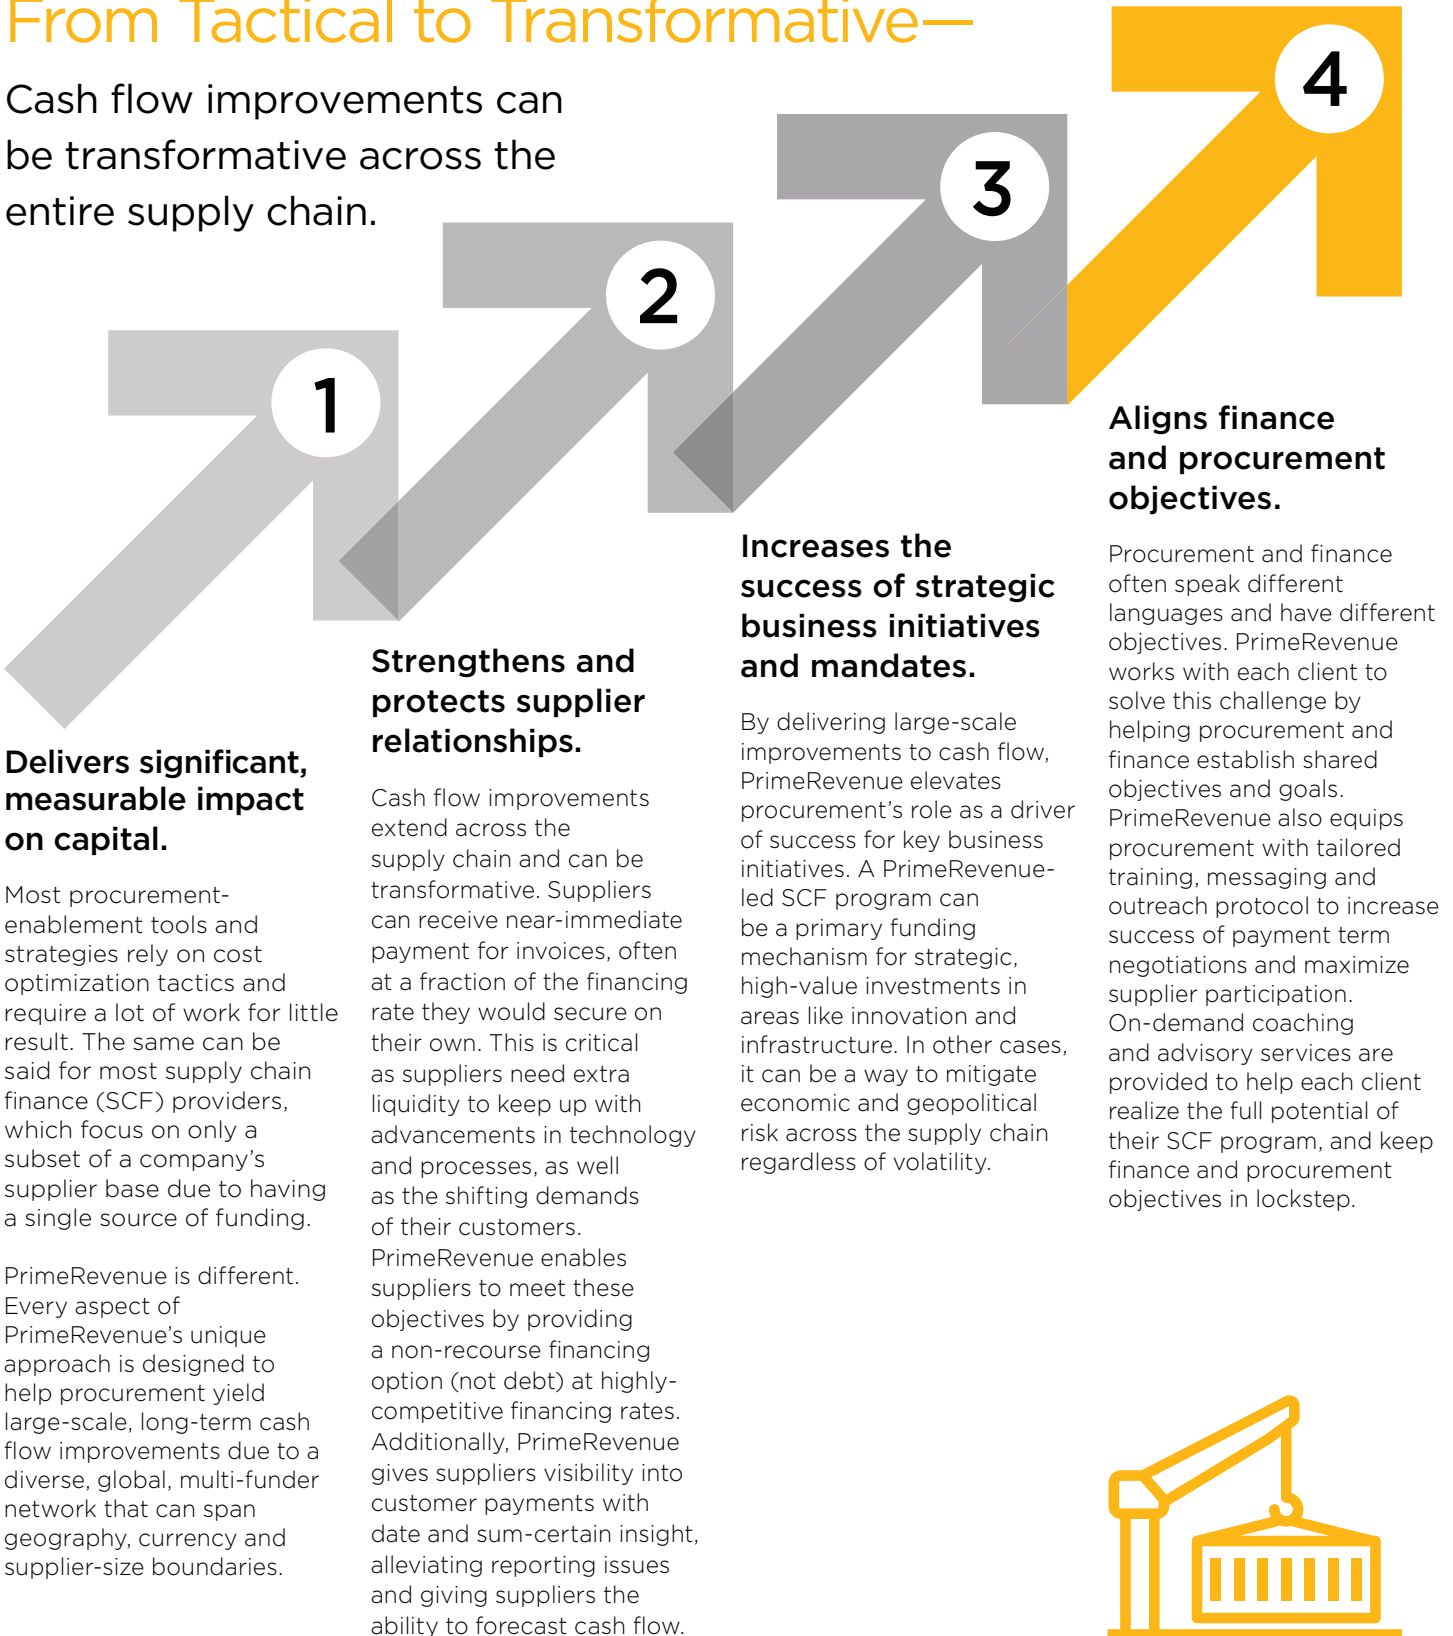 From Tactical to Transformative—
Cash flow improvements can
be transformative across the
entire supply chain.
1
Delivers significant,
measurable impact
on capital.
Most procurement-
enablement tools and
strategies rely on cost
optimization tactics and
require a lot of work for little
result. The same can be
said for most supply chain
finance (SCF) providers,
which focus on only a
subset of a company’s
supplier base due to having
a single source of funding.
PrimeRevenue is different.
Every aspect of
PrimeRevenue’s unique
approach is designed to
help procurement yield
large-scale, long-term cash
flow improvements due to a
diverse, global, multi-funder
network that can span
geography, currency and
supplier-size boundaries.
2
Strengthens and
protects supplier
relationships.
Cash flow improvements
extend across the
supply chain and can be
transformative. Suppliers
can receive near-immediate
payment for invoices, often
at a fraction of the financing
rate they would secure on
their own. This is critical
as suppliers need extra
liquidity to keep up with
advancements in technology
and processes, as well
as the shifting demands
of their customers.
PrimeRevenue enables
suppliers to meet these
objectives by providing
a non-recourse financing
option (not debt) at highly-
competitive financing rates.
Additionally, PrimeRevenue
gives suppliers visibility into
customer payments with
date and sum-certain insight,
alleviating reporting issues
and giving suppliers the
ability to forecast cash flow.
3
Increases the
success of strategic
business initiatives
and mandates.
By delivering large-scale
improvements to cash flow,
PrimeRevenue elevates
procurement’s role as a driver
of success for key business
initiatives. A PrimeRevenue-
led SCF program can
be a primary funding
mechanism for strategic,
high-value investments in
areas like innovation and
infrastructure. In other cases,
it can be a way to mitigate
economic and geopolitical
risk across the supply chain
regardless of volatility.
4
Aligns finance
and procurement
objectives.
Procurement and finance
often speak different
languages and have different
objectives. PrimeRevenue
works with each client to
solve this challenge by
helping procurement and
finance establish shared
objectives and goals.
PrimeRevenue also equips
procurement with tailored
training, messaging and
outreach protocol to increase
success of payment term
negotiations and maximize
supplier participation.
On-demand coaching
and advisory services are
provided to help each client
realize the full potential of
their SCF program, and keep
finance and procurement
objectives in lockstep.